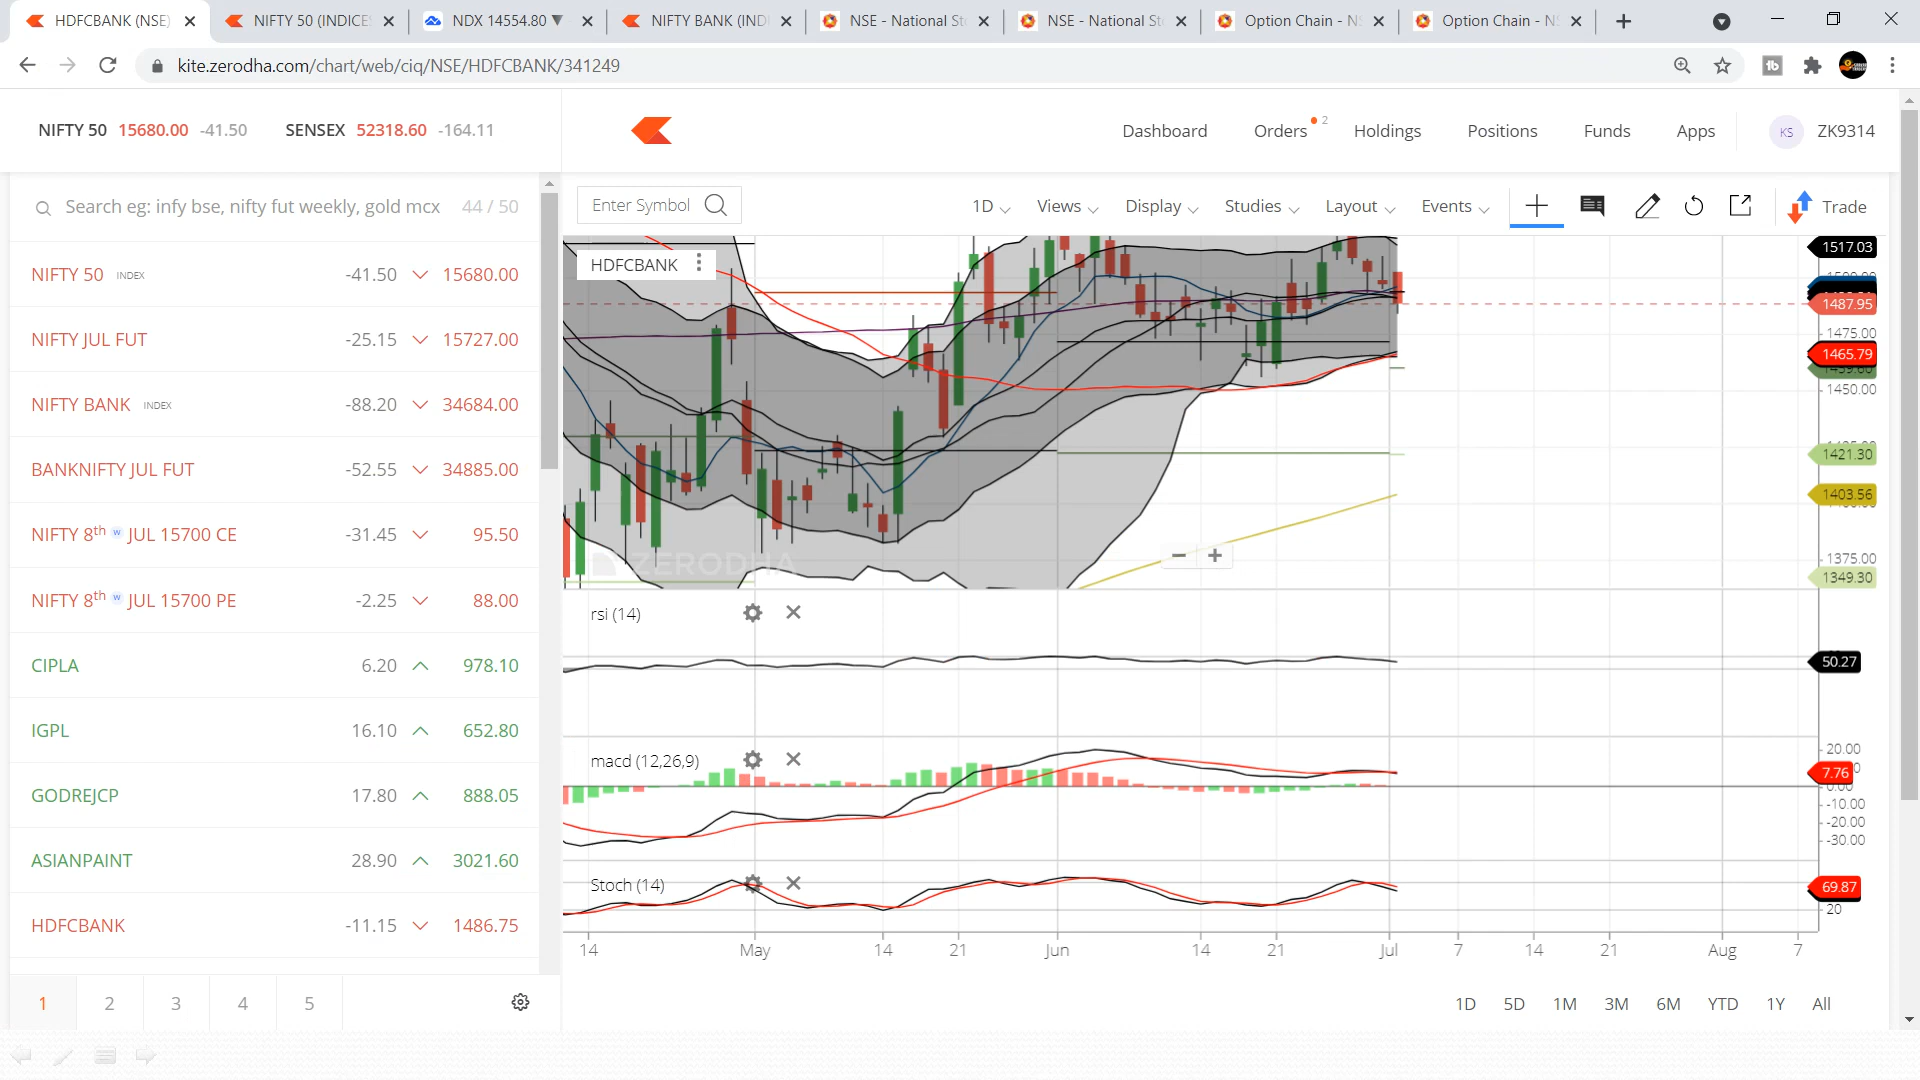 HDFCBANK (NSE)
NIFTY 50 (INDICES
NDX 14554.80 ▼
NIFTY BANK (INDI
NSE - National St
NSE - National St
Option Chain - NS
Option Chain - NS
kite.zerodha.com/chart/web/ciq/NSE/HDFCBANK/341249
NIFTY 50 15680.00 -41.50 SENSEX 52318.60 -164.11
Dashboard Orders 2 Holdings Positions Funds Apps KS ZK9314
Search eg: infy bse, nifty fut weekly, gold mcx 44 / 50
NIFTY 50 INDEX -41.50 15680.00
NIFTY JUL FUT -25.15 15727.00
NIFTY BANK INDEX -88.20 34684.00
BANKNIFTY JUL FUT -52.55 34885.00
NIFTY 8th w JUL 15700 CE -31.45 95.50
NIFTY 8th w JUL 15700 PE -2.25 88.00
CIPLA 6.20 978.10
IGPL 16.10 652.80
GODREJCP 17.80 888.05
ASIANPAINT 28.90 3021.60
HDFCBANK -11.15 1486.75
1 2 3 4 5
Enter Symbol 1D Views Display Studies Layout Events Trade
HDFCBANK
1517.03
1487.95
1475.00
1465.79
1450.00
1421.30
1403.56
1375.00
1349.30
ZERODHA
rsi (14)
50.27
macd (12,26,9)
20.00
7.76
0.00
-10.00
-20.00
-30.00
Stoch (14)
69.87
20
14 May 14 21 Jun 14 21 Jul 7 14 21 Aug 7
1D 5D 1M 3M 6M YTD 1Y All